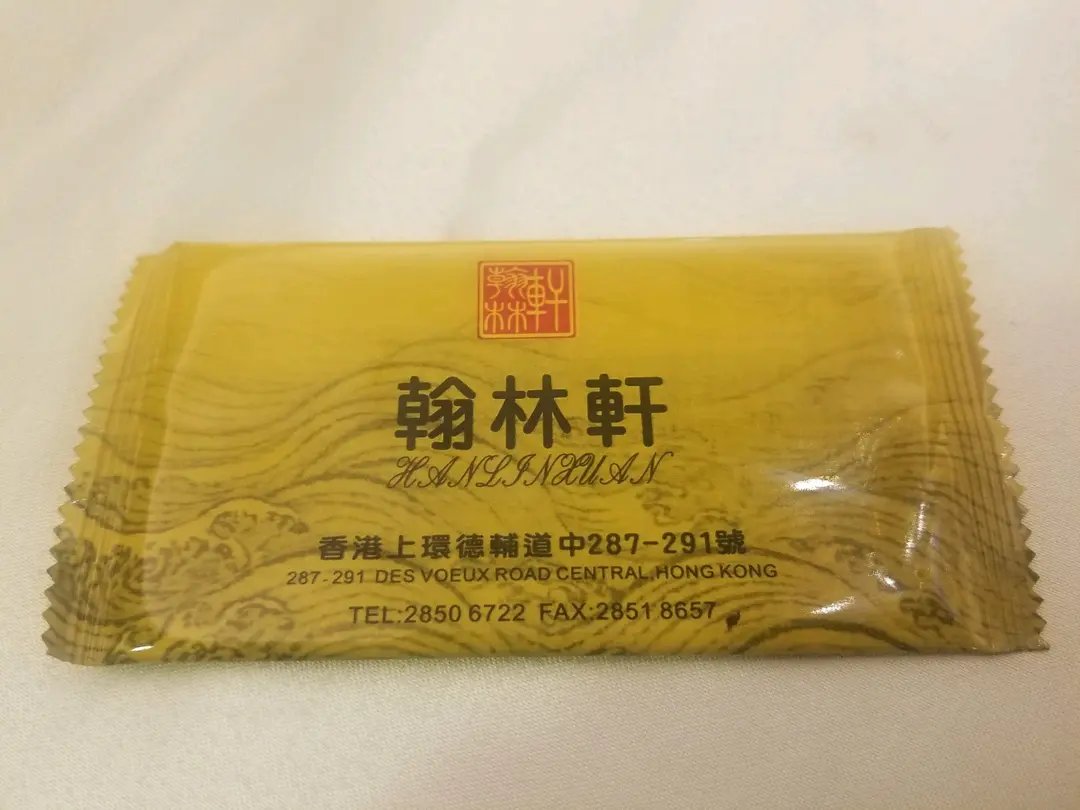 翰林軒
翰林軒
HANLINXUAN
香港上環德輔道中287-291號
287-291 DES VOEUX ROAD CENTRAL,HONG KONG
TEL:2850 6722 FAX:2851 8657